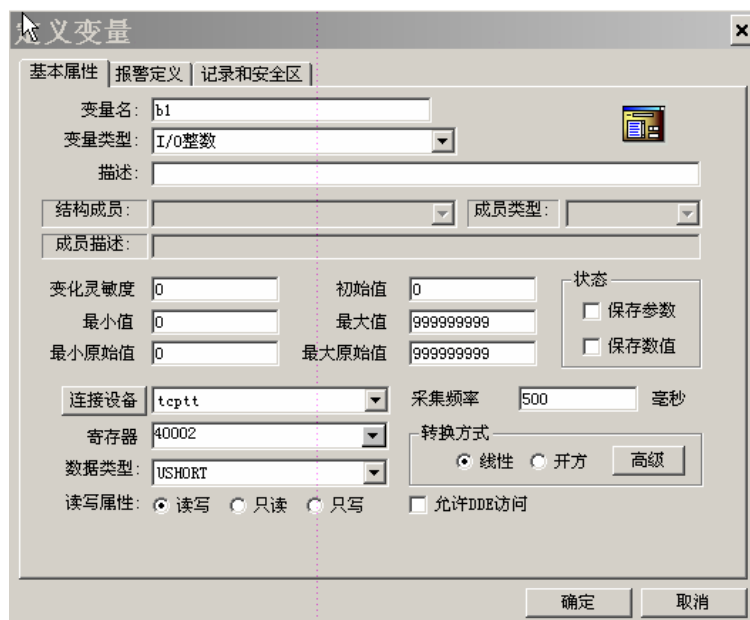 定义变量
基本属性 报警定义 记录和安全区
变量名: b1
变量类型: I/O整数
描述:
结构成员: 成员类型:
成员描述:
变化灵敏度 0 初始值 0 状态
最小值 0 最大值 999999999 保存参数
最小原始值 0 最大原始值 999999999 保存数值
连接设备 tcptt 采集频率 500 毫秒
寄存器 40002 转换方式
数据类型: USHORT 线性 开方 高级
读写属性: 读写 只读 只写 允许DDE访问
确定 取消